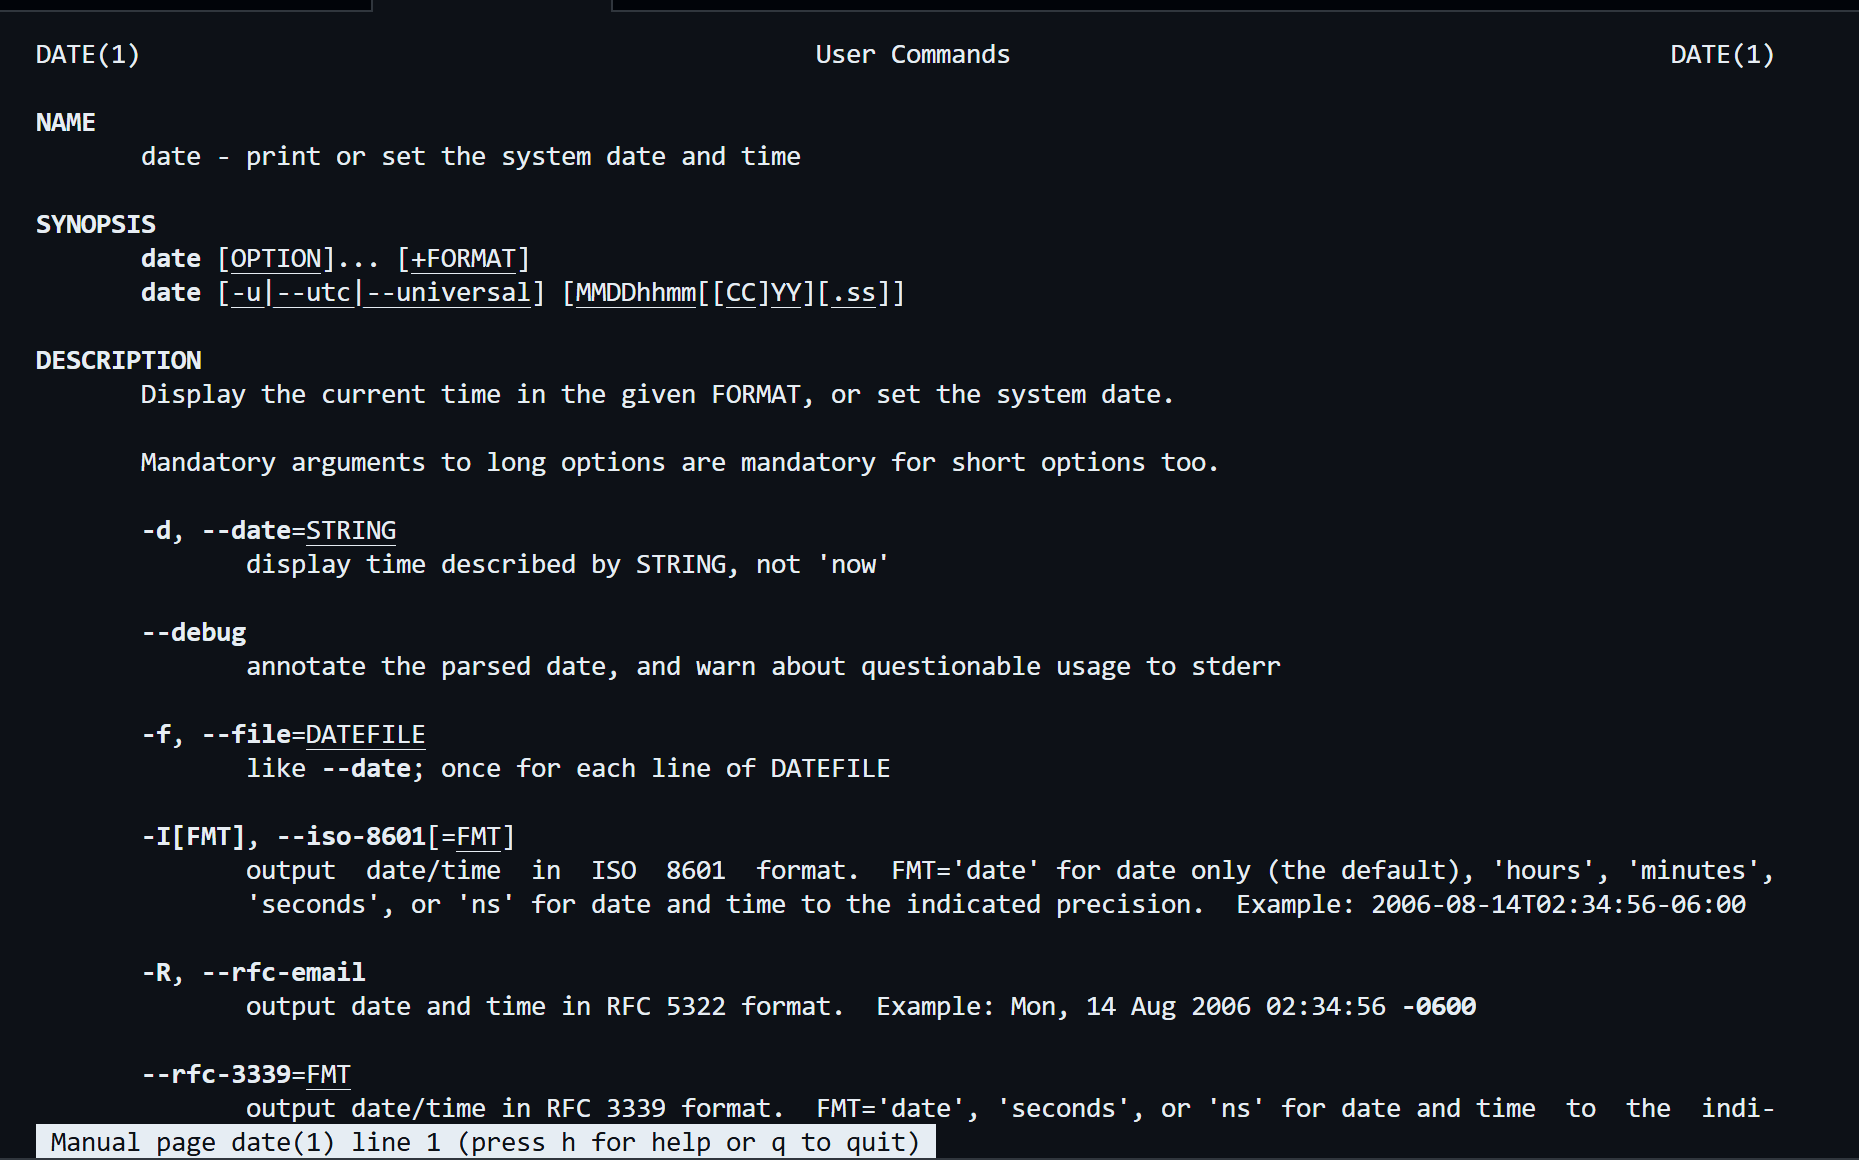 DATE(1) User Commands DATE(1)
NAME
date - print or set the system date and time
SYNOPSIS
date [OPTION]... [+FORMAT]
date [-u|--utc|--universal] [MMDDhhmm[[CC]YY][.ss]]
DESCRIPTION
Display the current time in the given FORMAT, or set the system date.
Mandatory arguments to long options are mandatory for short options too.
-d, --date=STRING
display time described by STRING, not 'now'
--debug
annotate the parsed date, and warn about questionable usage to stderr
-f, --file=DATEFILE
like --date; once for each line of DATEFILE
-I[FMT], --iso-8601[=FMT]
output date/time in ISO 8601 format. FMT='date' for date only (the default), 'hours', 'minutes',
'seconds', or 'ns' for date and time to the indicated precision. Example: 2006-08-14T02:34:56-06:00
-R, --rfc-email
output date and time in RFC 5322 format. Example: Mon, 14 Aug 2006 02:34:56 -0600
--rfc-3339=FMT
output date/time in RFC 3339 format. FMT='date', 'seconds', or 'ns' for date and time to the indi-
Manual page date(1) line 1 (press h for help or q to quit)